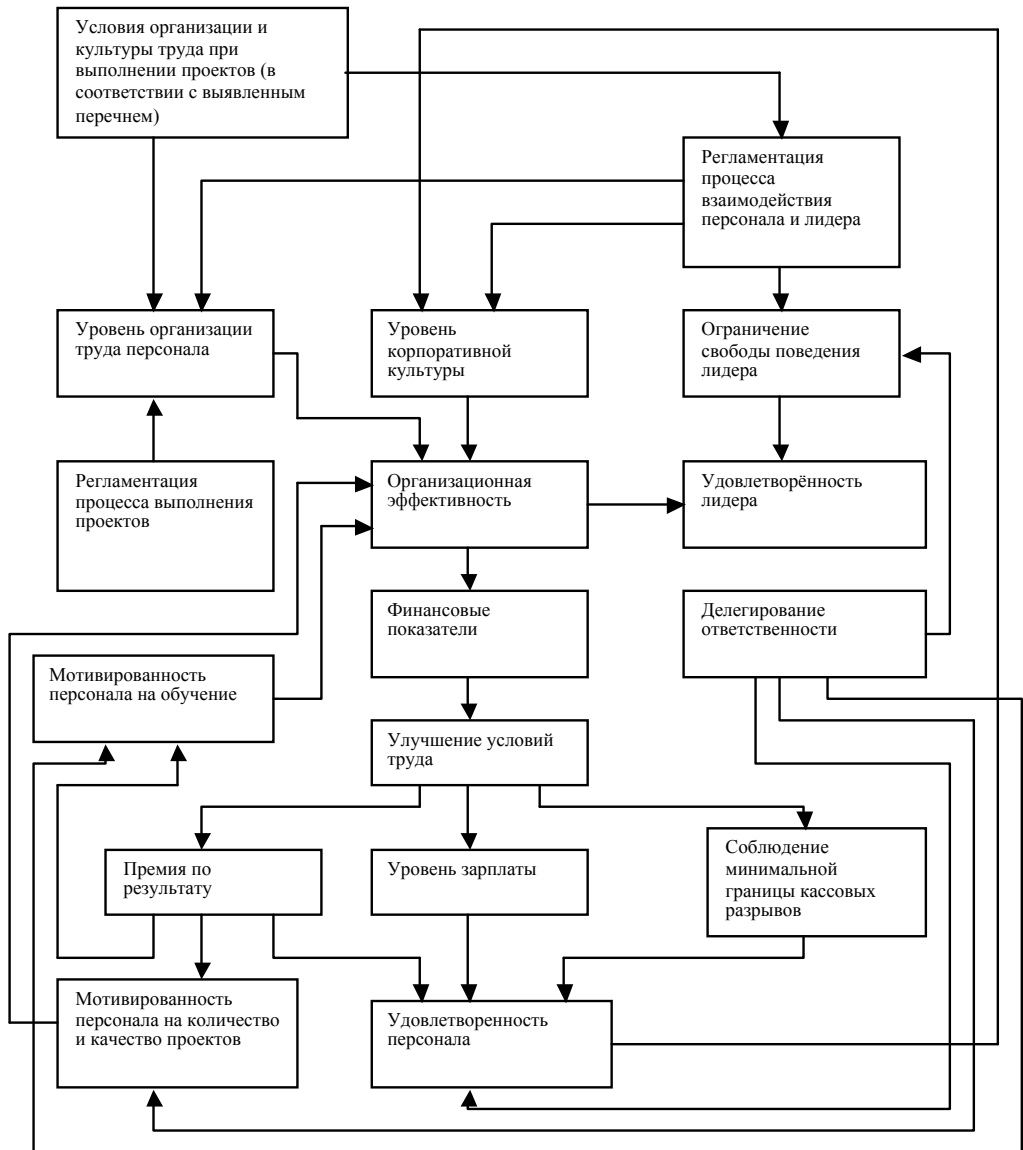 Условия организации и
культуры труда при
выполнении проектов (в
соответствии с выявленным
перечнем)
Регламентация
процесса
взаимодействия
персонала и лидера
Уровень организации
труда персонала
Уровень
корпоративной
культуры
Ограничение
свободы поведения
лидера
Регламентация
процесса выполнения
проектов
Организационная
эффективность
Удовлетворённость
лидера
Финансовые
показатели
Делегирование
ответственности
Мотивированность
персонала на обучение
Улучшение условий
труда
Премия по
результату
Уровень зарплаты
Соблюдение
минимальной
границы кассовых
разрывов
Мотивированность
персонала на количество
и качество проектов
Удовлетворенность
персонала